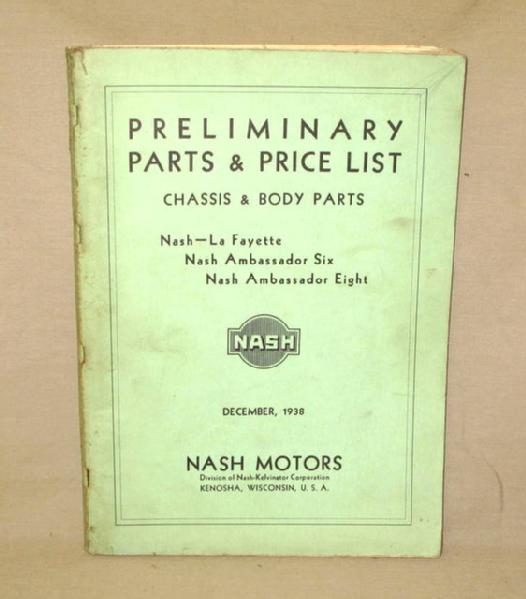 PRELIMINARY
PARTS & PRICE LIST
CHASSIS & BODY PARTS
Nash—La Fayette
Nash Ambassador Six
Nash Ambassador Eight
NASH
DECEMBER, 1938
NASH MOTORS
Division of Nash-Kelvinator Corporation
KENOSHA, WISCONSIN, U. S. A.